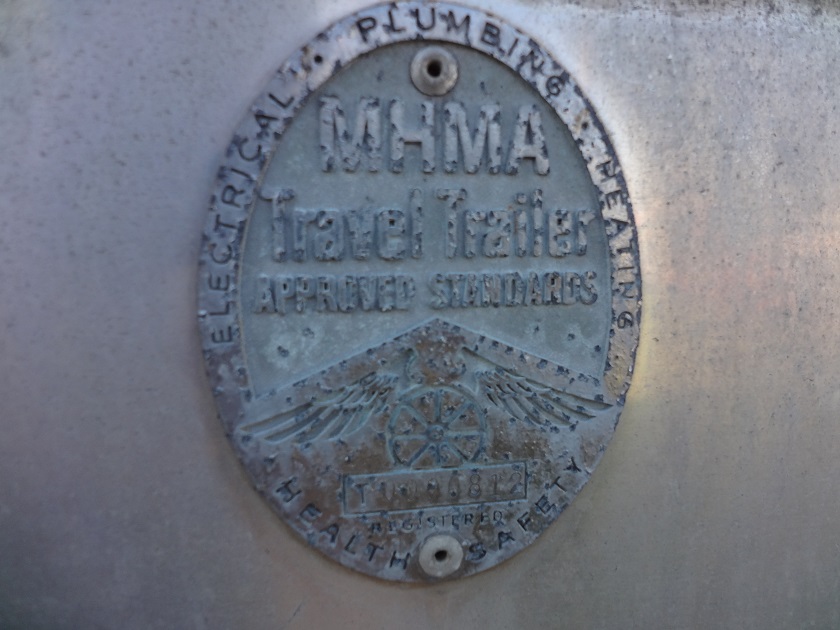 ELECTRICAL • PLUMBING • HEATING
MHMA
Travel Trailer
APPROVED STANDARDS
REGISTERED
HEALTH SAFETY